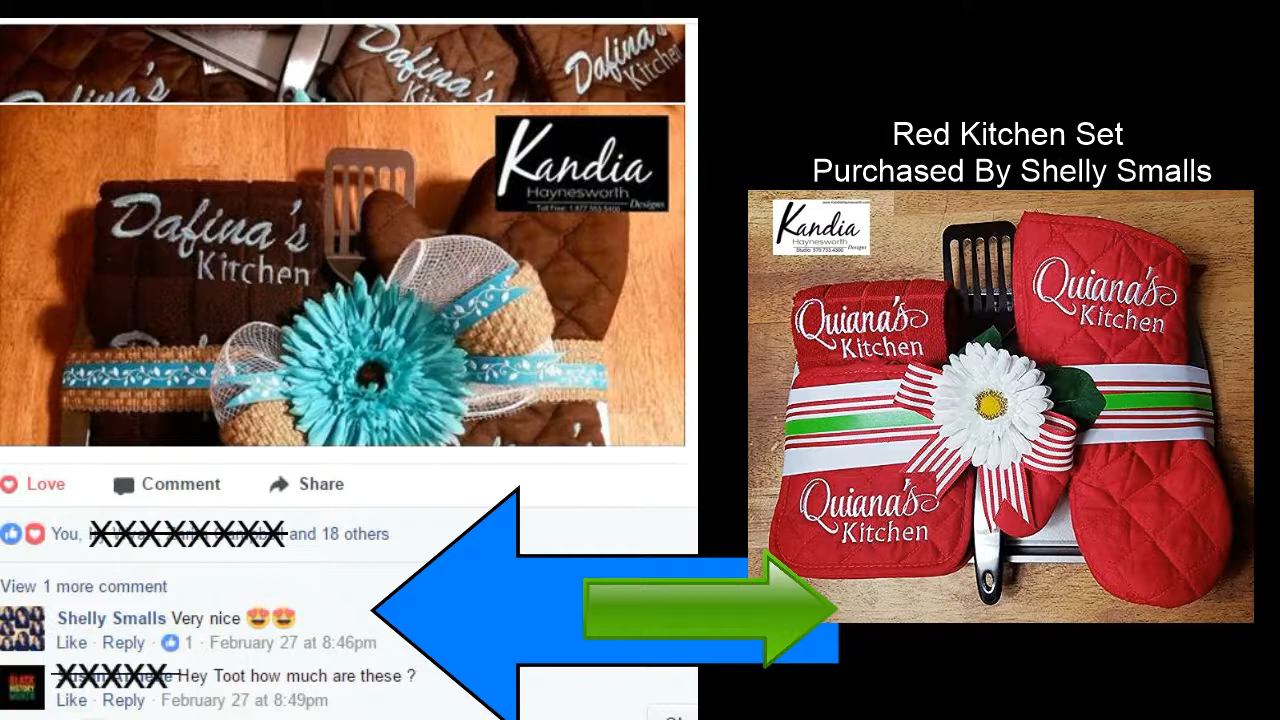 Dafina's
Dafina's
Kitchen
Dafina's
Kitchen
Kandia
Haynesworth
Designs
Dafina's
Kitchen
Love Comment Share
You, and 18 others
View 1 more comment
Shelly Smalls Very nice 😍😍
Like · Reply · 1 · February 27 at 8:46pm
Hey Toot how much are these ?
Like · Reply · February 27 at 8:49pm
Red Kitchen Set
Purchased By Shelly Smalls
Kandia
Haynesworth
Designs
Quiana's
Kitchen
Quiana's
Kitchen
Quiana's
Kitchen